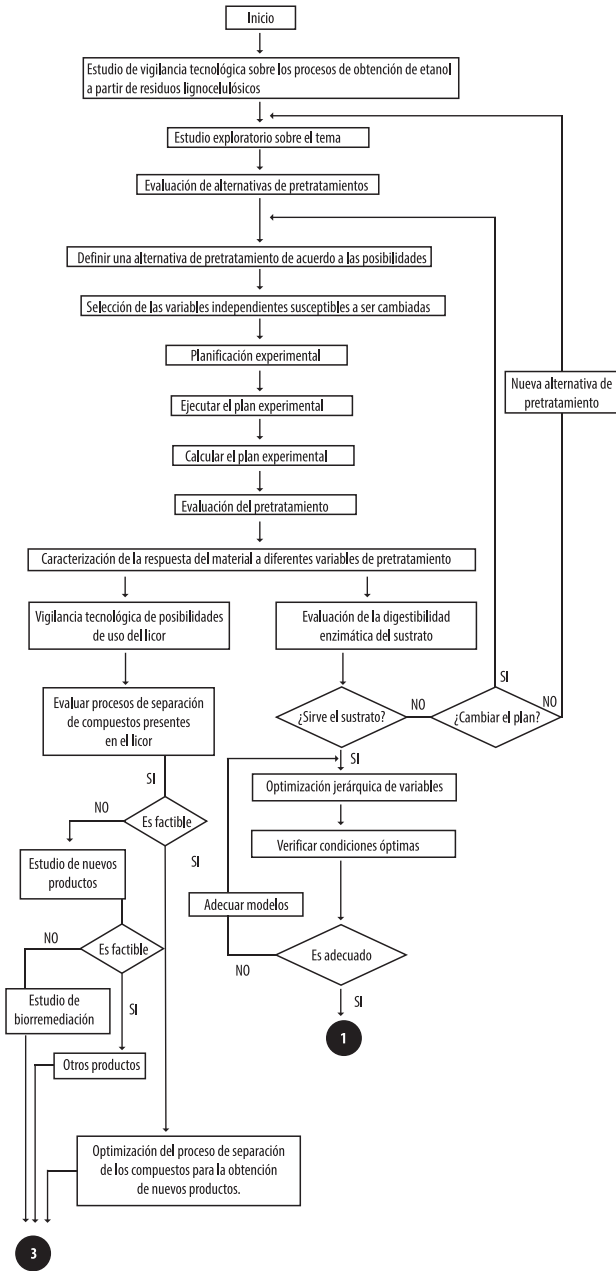 Inicio
Estudio de vigilancia tecnológica sobre los procesos de obtención de etanol
a partir de residuos lignocelulósicos
Estudio exploratorio sobre el tema
Evaluación de alternativas de pretratamientos
Definir una alternativa de pretratamiento de acuerdo a las posibilidades
Selección de las variables independientes susceptibles a ser cambiadas
Planificación experimental
Nueva alternativa de
pretratamiento
Ejecutar el plan experimental
Calcular el plan experimental
Evaluación del pretratamiento
Caracterización de la respuesta del material a diferentes variables de pretratamiento
Vigilancia tecnológica de posibilidades
de uso del licor
Evaluación de la digestibilidad
enzimática del sustrato
Evaluar procesos de separación
de compuestos presentes
en el licor
¿Sirve el sustrato?
NO
¿Cambiar el plan?
SI
NO
SI
Optimización jerárquica de variables
Verificar condiciones óptimas
Adecuar modelos
Es adecuado
NO
SI
1
SI
Es factible
NO
SI
Estudio de nuevos
productos
Es factible
NO
SI
Estudio de
biorremediación
Otros productos
Optimización del proceso de separación
de los compuestos para la obtención
de nuevos productos.
3